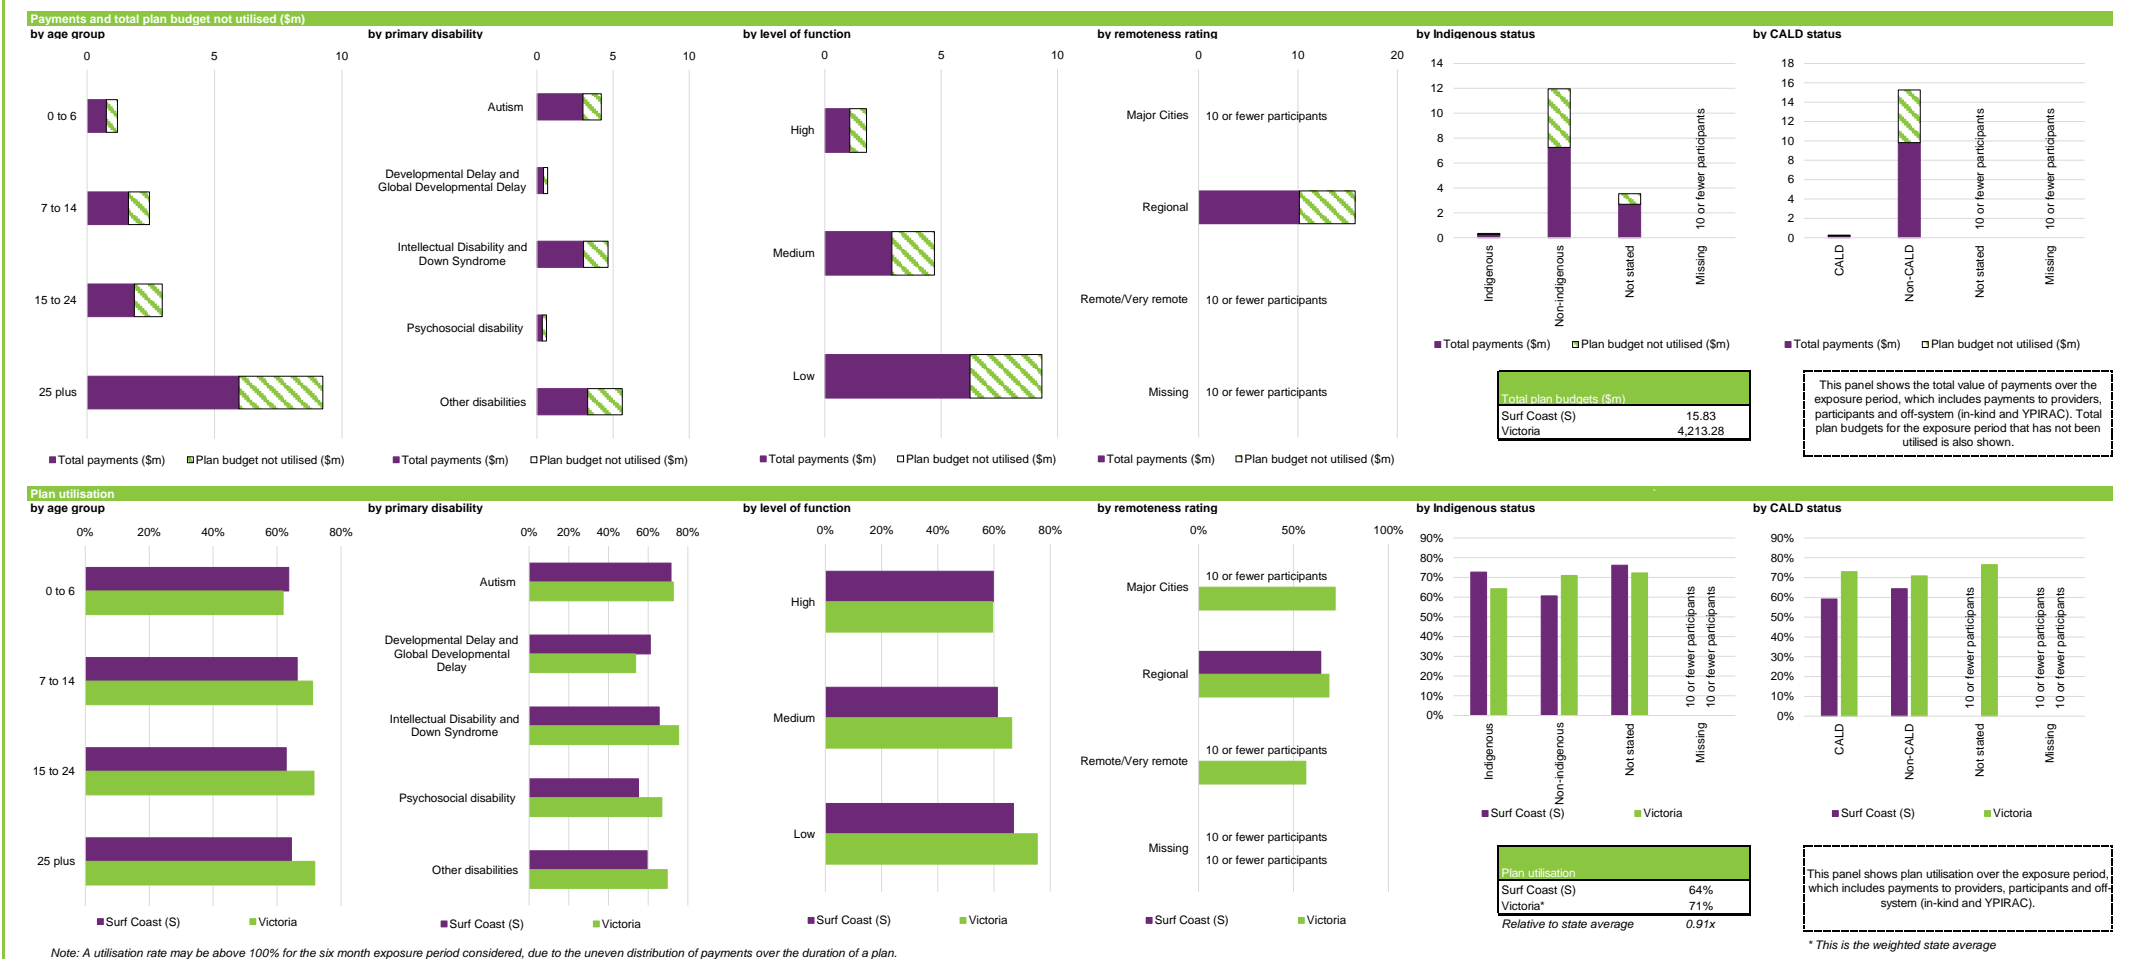 Payments and total plan budget not utilised ($m)
by age group
0 5 10
0 to 6
7 to 14
15 to 24
25 plus
Total payments ($m) Plan budget not utilised ($m)
by primary disability
0 5 10
Autism
Developmental Delay and
Global Developmental Delay
Intellectual Disability and
Down Syndrome
Psychosocial disability
Other disabilities
Total payments ($m) Plan budget not utilised ($m)
by level of function
0 5 10
High
Medium
Low
Total payments ($m) Plan budget not utilised ($m)
by remoteness rating
0 10 20
Major Cities 10 or fewer participants
Regional
Remote/Very remote 10 or fewer participants
Missing 10 or fewer participants
Total payments ($m) Plan budget not utilised ($m)
by Indigenous status
14
12
10
8
6
4
2
0
10 or fewer participants
Indigenous
Non-indigenous
Not stated
Missing
Total payments ($m) Plan budget not utilised ($m)
Total plan budgets ($m)
Surf Coast (S) 15.83
Victoria 4,213.28
by CALD status
18
16
14
12
10
8
6
4
2
0
10 or fewer participants
10 or fewer participants
CALD
Non-CALD
Not stated
Missing
Total payments ($m) Plan budget not utilised ($m)
This panel shows the total value of payments over the
exposure period, which includes payments to providers,
participants and off-system (in-kind and YPIRAC). Total
plan budgets for the exposure period that has not been
utilised is also shown.
Plan utilisation
by age group
0% 20% 40% 60% 80%
0 to 6
7 to 14
15 to 24
25 plus
Surf Coast (S) Victoria
by primary disability
0% 20% 40% 60% 80%
Autism
Developmental Delay and
Global Developmental
Delay
Intellectual Disability and
Down Syndrome
Psychosocial disability
Other disabilities
Surf Coast (S) Victoria
by level of function
0% 20% 40% 60% 80%
High
Medium
Low
Surf Coast (S) Victoria
by remoteness rating
0% 50% 100%
10 or fewer participants
Major Cities
Regional
10 or fewer participants
Remote/Very remote
10 or fewer participants
Missing
10 or fewer participants
Surf Coast (S) Victoria
by Indigenous status
90%
80%
70%
60%
50%
40%
30%
20%
10%
0%
10 or fewer participants
10 or fewer participants
Indigenous
Non-indigenous
Not stated
Missing
Surf Coast (S) Victoria
Plan utilisation
Surf Coast (S) 64%
Victoria* 71%
Relative to state average 0.91x
by CALD status
90%
80%
70%
60%
50%
40%
30%
20%
10%
0%
10 or fewer participants
10 or fewer participants
10 or fewer participants
CALD
Non-CALD
Not stated
Missing
Surf Coast (S) Victoria
This panel shows plan utilisation over the exposure period,
which includes payments to providers, participants and off-
system (in-kind and YPIRAC).
* This is the weighted state average
Note: A utilisation rate may be above 100% for the six month exposure period considered, due to the uneven distribution of payments over the duration of a plan.